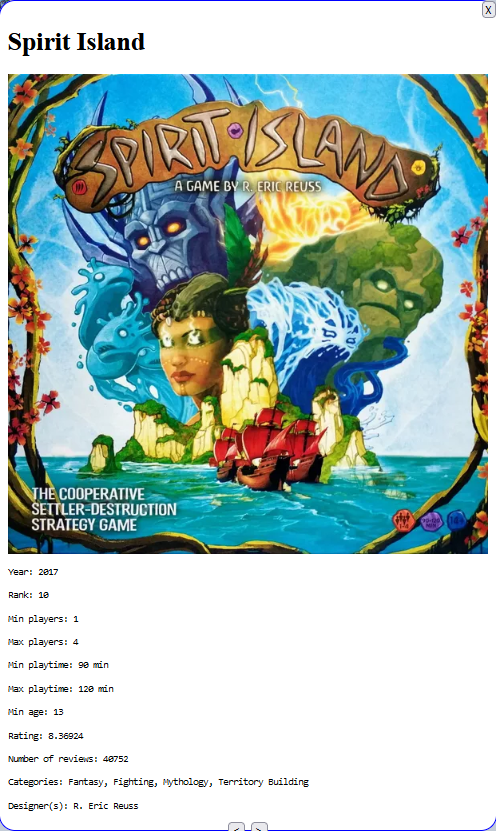 X
Spirit Island
SPIRIT ISLAND
A GAME BY R. ERIC REUSS
THE COOPERATIVE
SETTLER-DESTRUCTION
STRATEGY GAME
Year: 2017
Rank: 10
Min players: 1
Max players: 4
Min playtime: 90 min
Max playtime: 120 min
Min age: 13
Rating: 8.36924
Number of reviews: 40752
Categories: Fantasy, Fighting, Mythology, Territory Building
Designer(s): R. Eric Reuss
< >